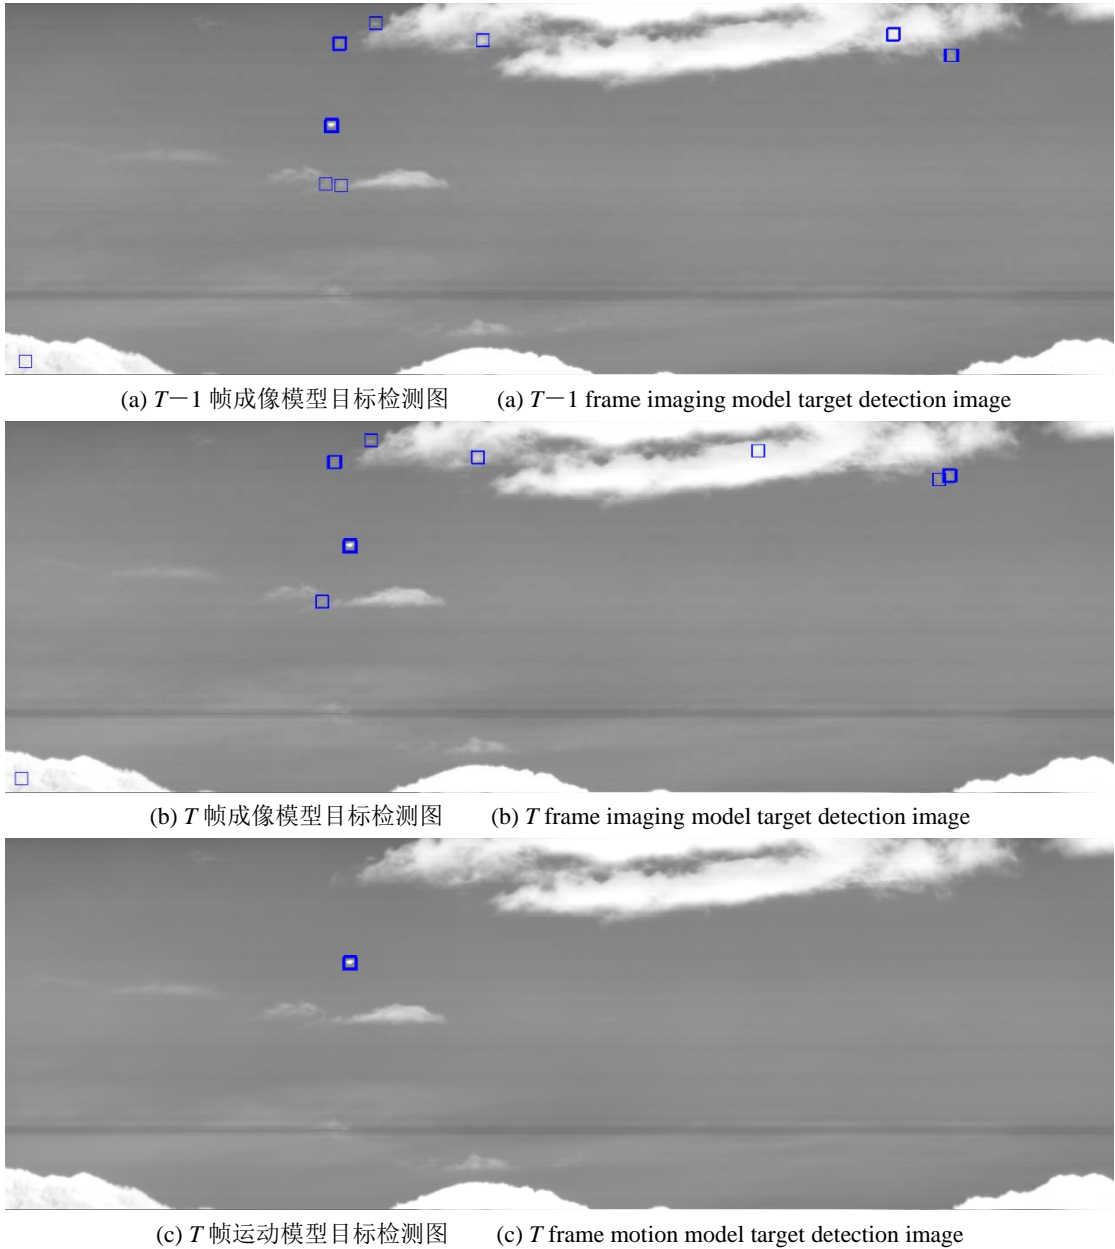 (a) T－1 帧成像模型目标检测图 (a) T－1 frame imaging model target detection image
(b) T 帧成像模型目标检测图 (b) T frame imaging model target detection image
(c) T 帧运动模型目标检测图 (c) T frame motion model target detection image